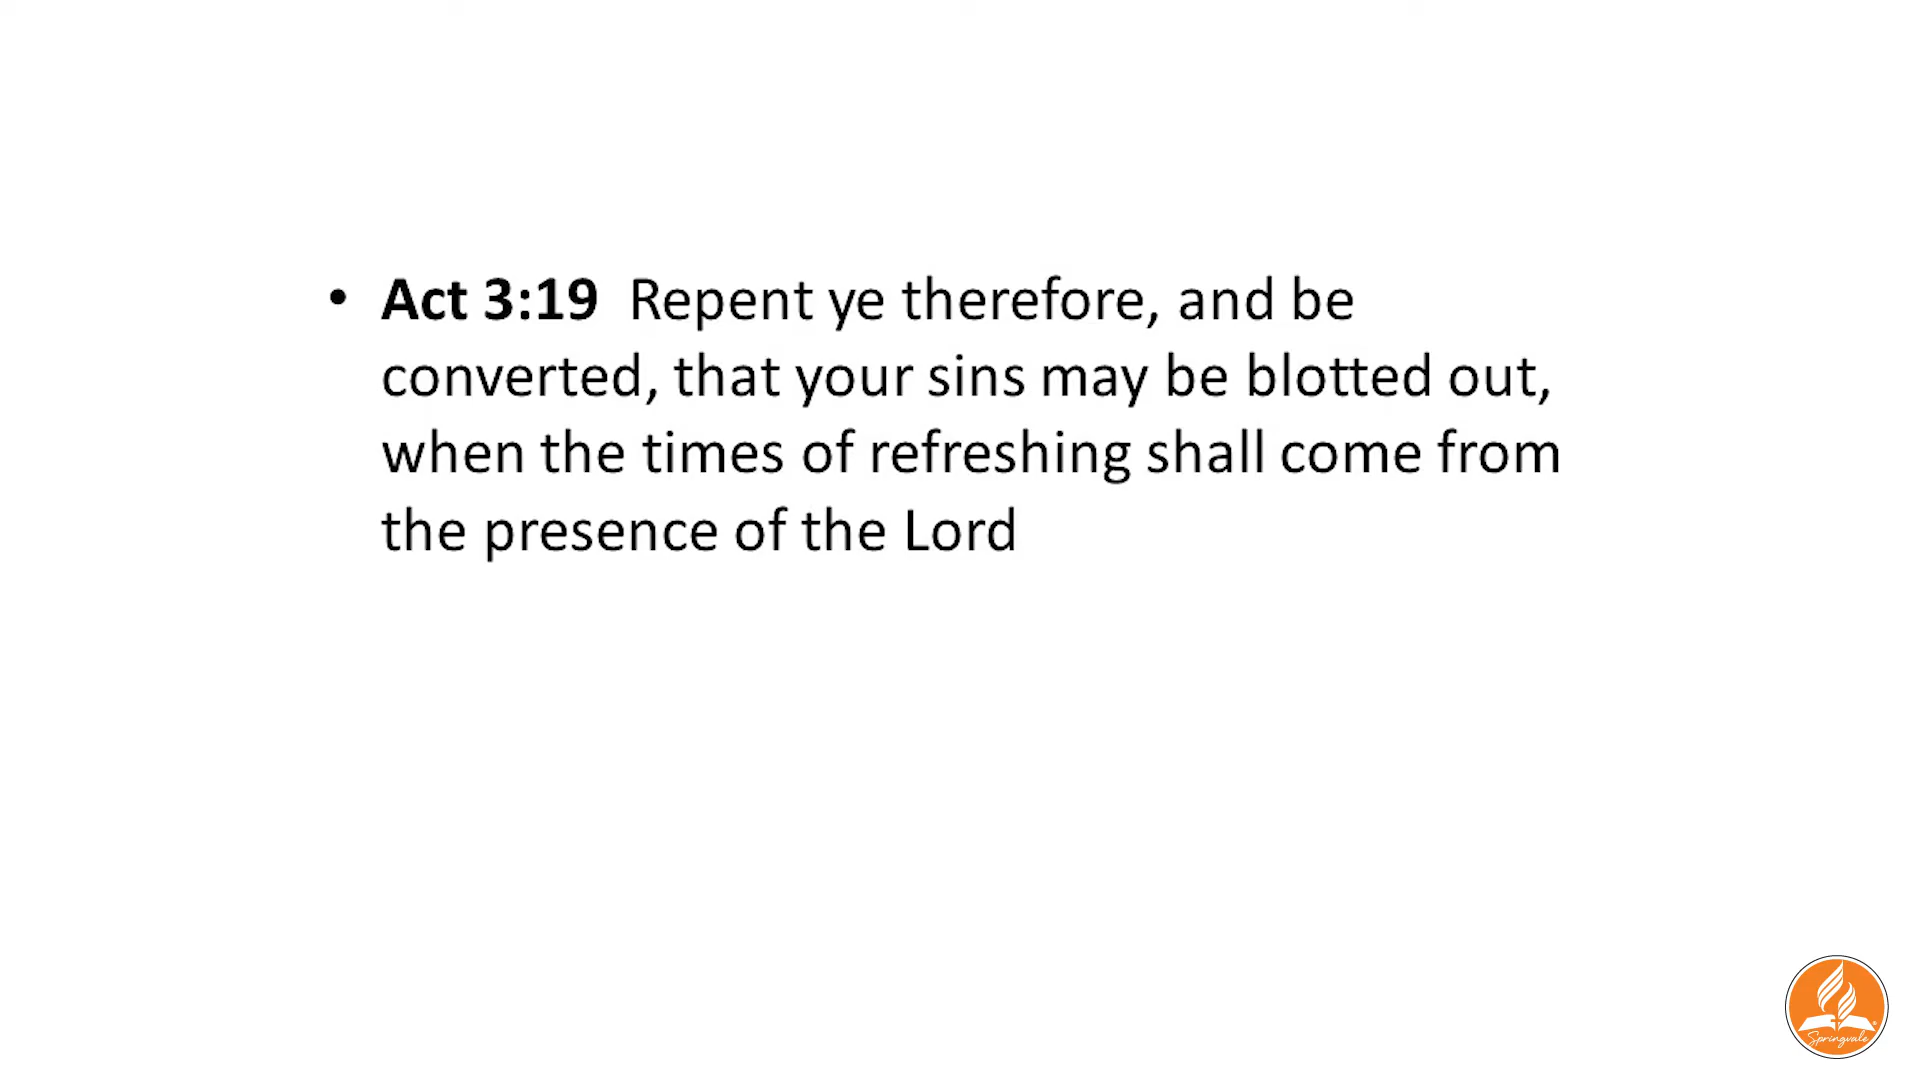 • Act 3:19  Repent ye therefore, and be
converted, that your sins may be blotted out,
when the times of refreshing shall come from
the presence of the Lord
Springvale